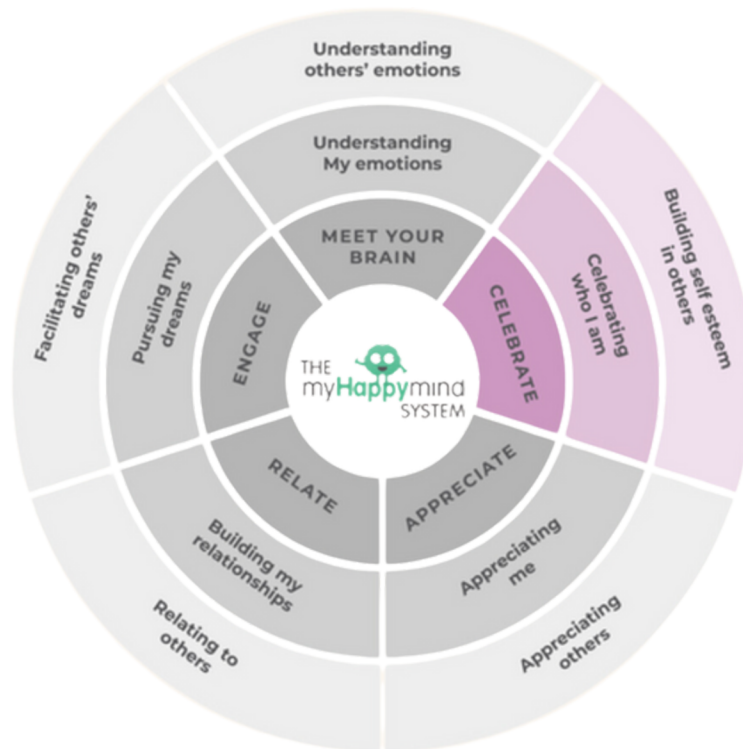 Understanding
others' emotions
Understanding
My emotions
MEET YOUR
BRAIN
Building self esteem
in others
Celebrating
who I am
CELEBRATE
Appreciating
others
Appreciating
me
APPRECIATE
Relating to
others
Building my
relationships
RELATE
Facilitating others'
dreams
Pursuing my
dreams
ENGAGE
THE
myHappymind
SYSTEM